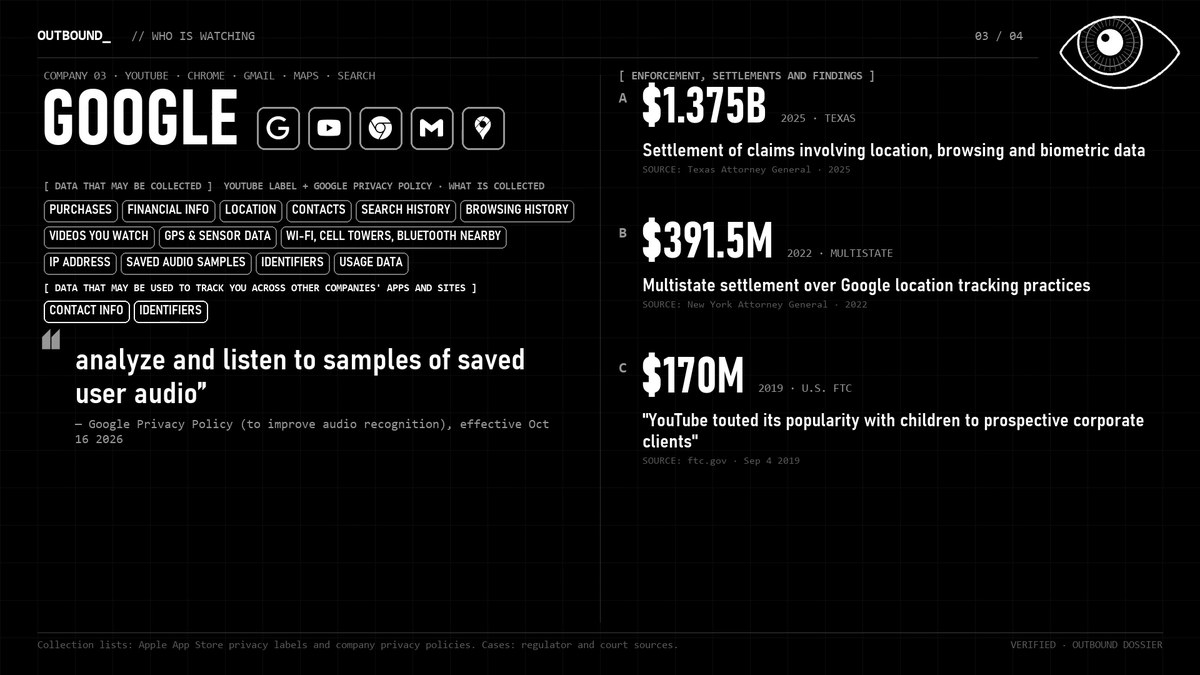 OUTBOUND_ // WHO IS WATCHING
03 / 04
COMPANY 03 · YOUTUBE · CHROME · GMAIL · MAPS · SEARCH
GOOGLE
[ DATA THAT MAY BE COLLECTED ] YOUTUBE LABEL + GOOGLE PRIVACY POLICY · WHAT IS COLLECTED
PURCHASES FINANCIAL INFO LOCATION CONTACTS SEARCH HISTORY BROWSING HISTORY
VIDEOS YOU WATCH GPS & SENSOR DATA WI-FI, CELL TOWERS, BLUETOOTH NEARBY
IP ADDRESS SAVED AUDIO SAMPLES IDENTIFIERS USAGE DATA
[ DATA THAT MAY BE USED TO TRACK YOU ACROSS OTHER COMPANIES' APPS AND SITES ]
CONTACT INFO IDENTIFIERS
“analyze and listen to samples of saved
user audio”
— Google Privacy Policy (to improve audio recognition), effective Oct
16 2026
[ ENFORCEMENT, SETTLEMENTS AND FINDINGS ]
A $1.375B 2025 · TEXAS
Settlement of claims involving location, browsing and biometric data
SOURCE: Texas Attorney General · 2025
B $391.5M 2022 · MULTISTATE
Multistate settlement over Google location tracking practices
SOURCE: New York Attorney General · 2022
C $170M 2019 · U.S. FTC
"YouTube touted its popularity with children to prospective corporate
clients"
SOURCE: ftc.gov · Sep 4 2019
Collection lists: Apple App Store privacy labels and company privacy policies. Cases: regulator and court sources.
VERIFIED · OUTBOUND DOSSIER